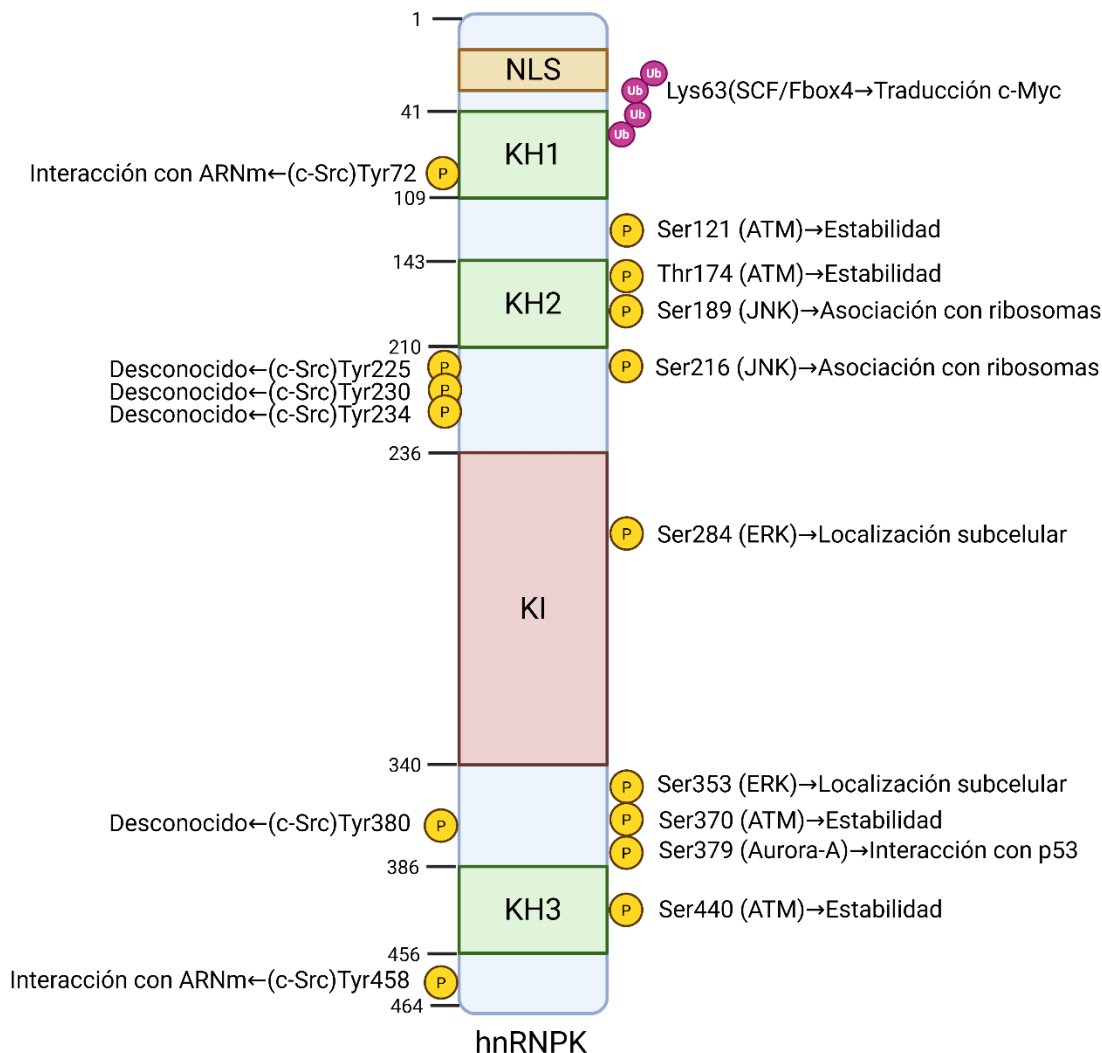 1
NLS
Ub
Ub
Ub
Ub
Lys63(SCF/Fbox4→Traducción c-Myc
41
KH1
Interacción con ARNm←(c-Src)Tyr72
P
109
P
Ser121 (ATM)→Estabilidad
143
P
Thr174 (ATM)→Estabilidad
KH2
P
Ser189 (JNK)→Asociación con ribosomas
210
Desconocido←(c-Src)Tyr225
P
P
Ser216 (JNK)→Asociación con ribosomas
Desconocido←(c-Src)Tyr230
P
Desconocido←(c-Src)Tyr234
P
236
P
Ser284 (ERK)→Localización subcelular
KI
340
P
Ser353 (ERK)→Localización subcelular
Desconocido←(c-Src)Tyr380
P
P
Ser370 (ATM)→Estabilidad
P
Ser379 (Aurora-A)→Interacción con p53
386
KH3
P
Ser440 (ATM)→Estabilidad
456
Interacción con ARNm←(c-Src)Tyr458
P
464
hnRNPK